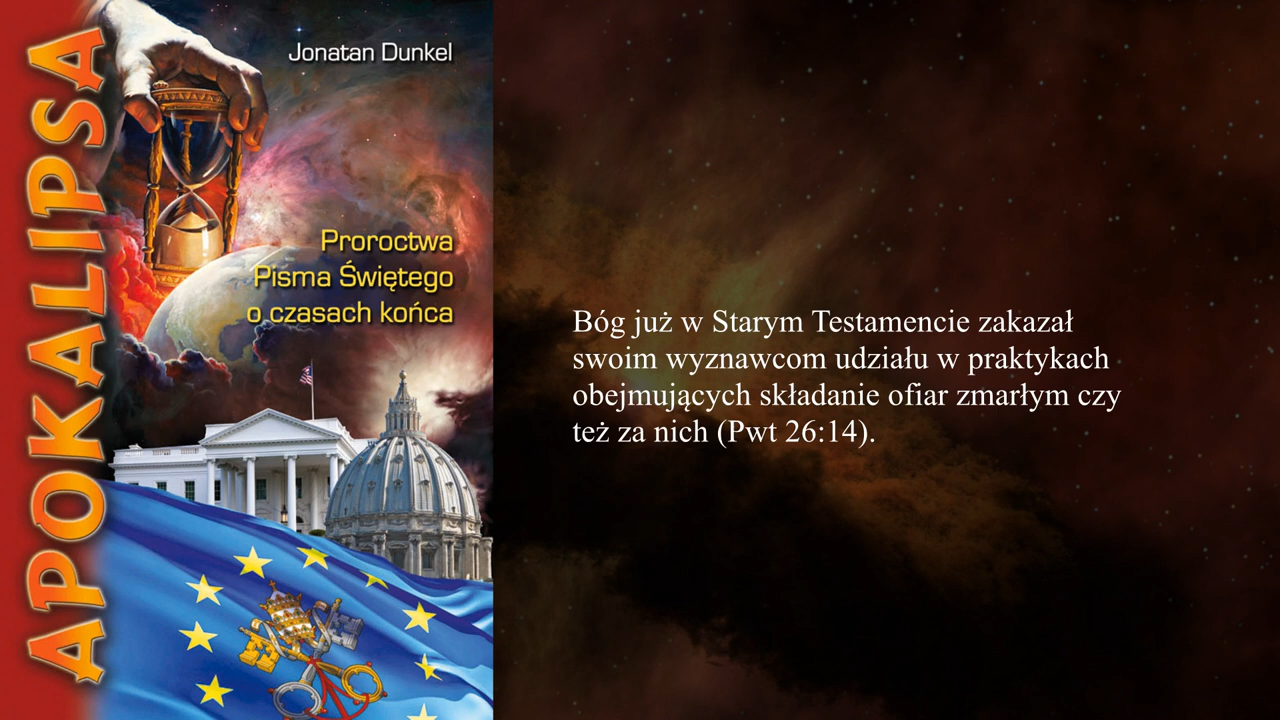 APOKALIPSA
Jonatan Dunkel
Proroctwa
Pisma Świętego
o czasach końca
Bóg już w Starym Testamencie zakazał
swoim wyznawcom udziału w praktykach
obejmujących składanie ofiar zmarłym czy
też za nich (Pwt 26:14).